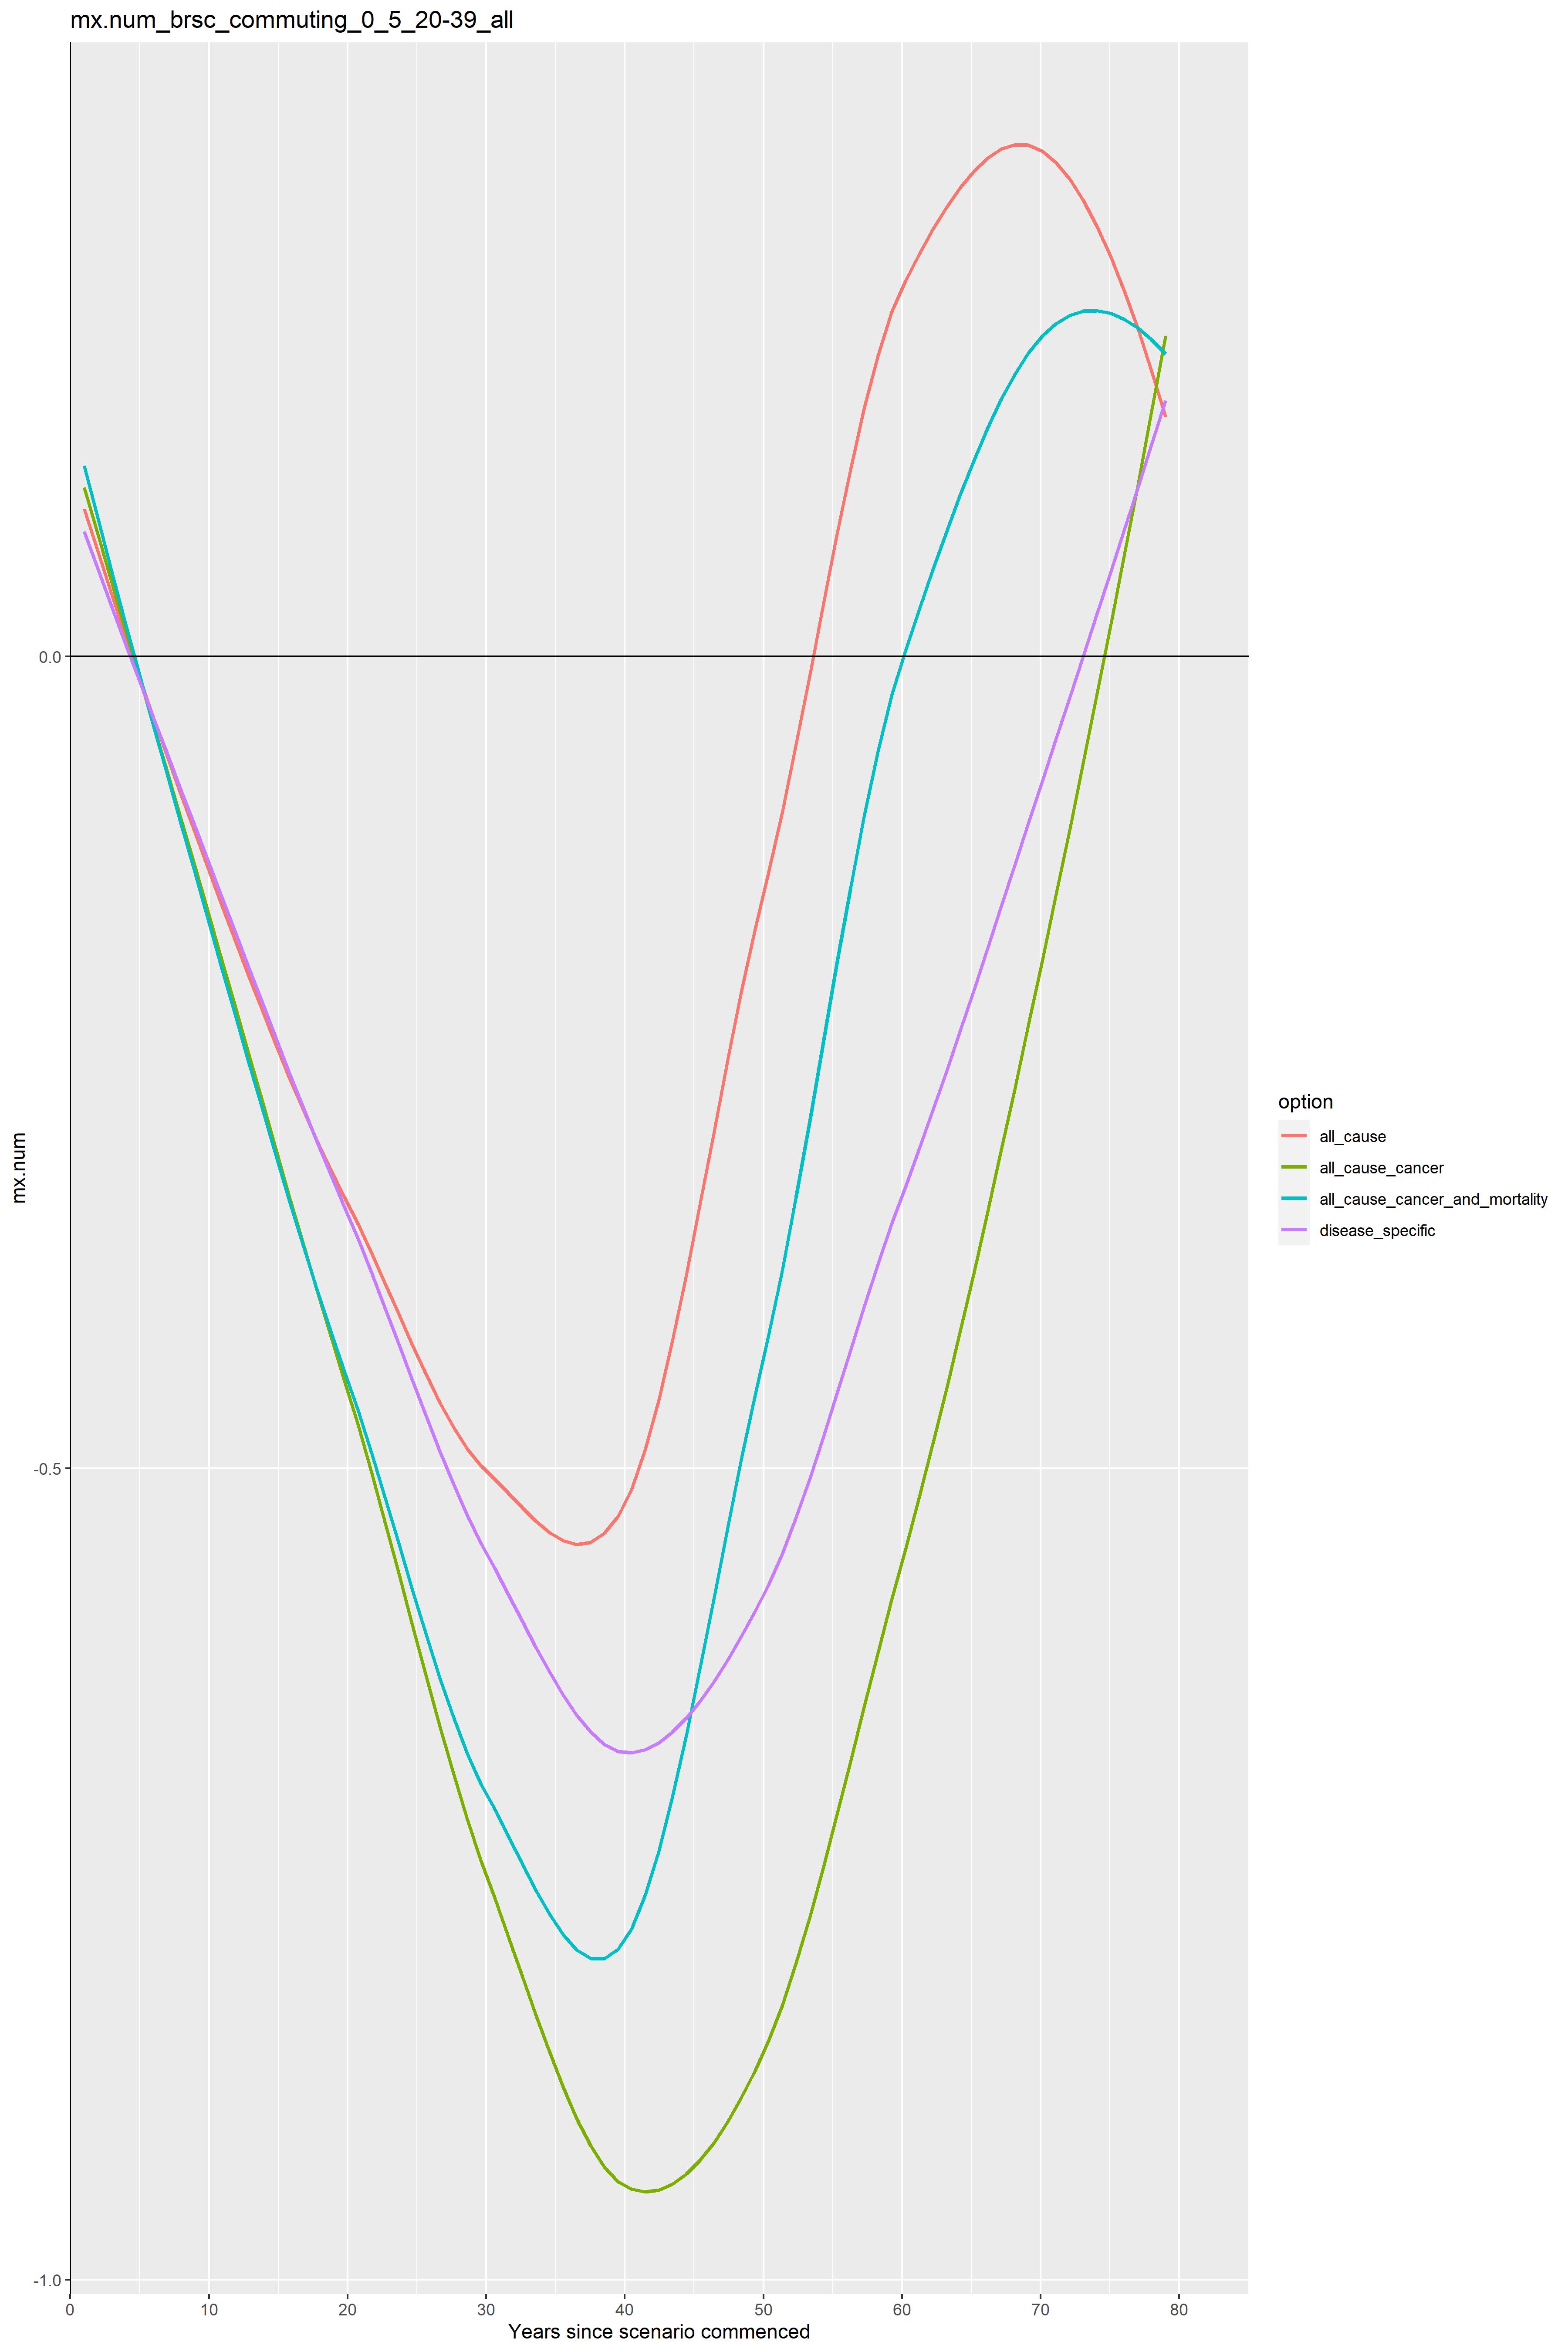 mx.num_brsc_commuting_0_5_20-39_all
mx.num
0.0
-0.5
-1.0
0 10 20 30 40 50 60 70 80
Years since scenario commenced
option
all_cause
all_cause_cancer
all_cause_cancer_and_mortality
disease_specific